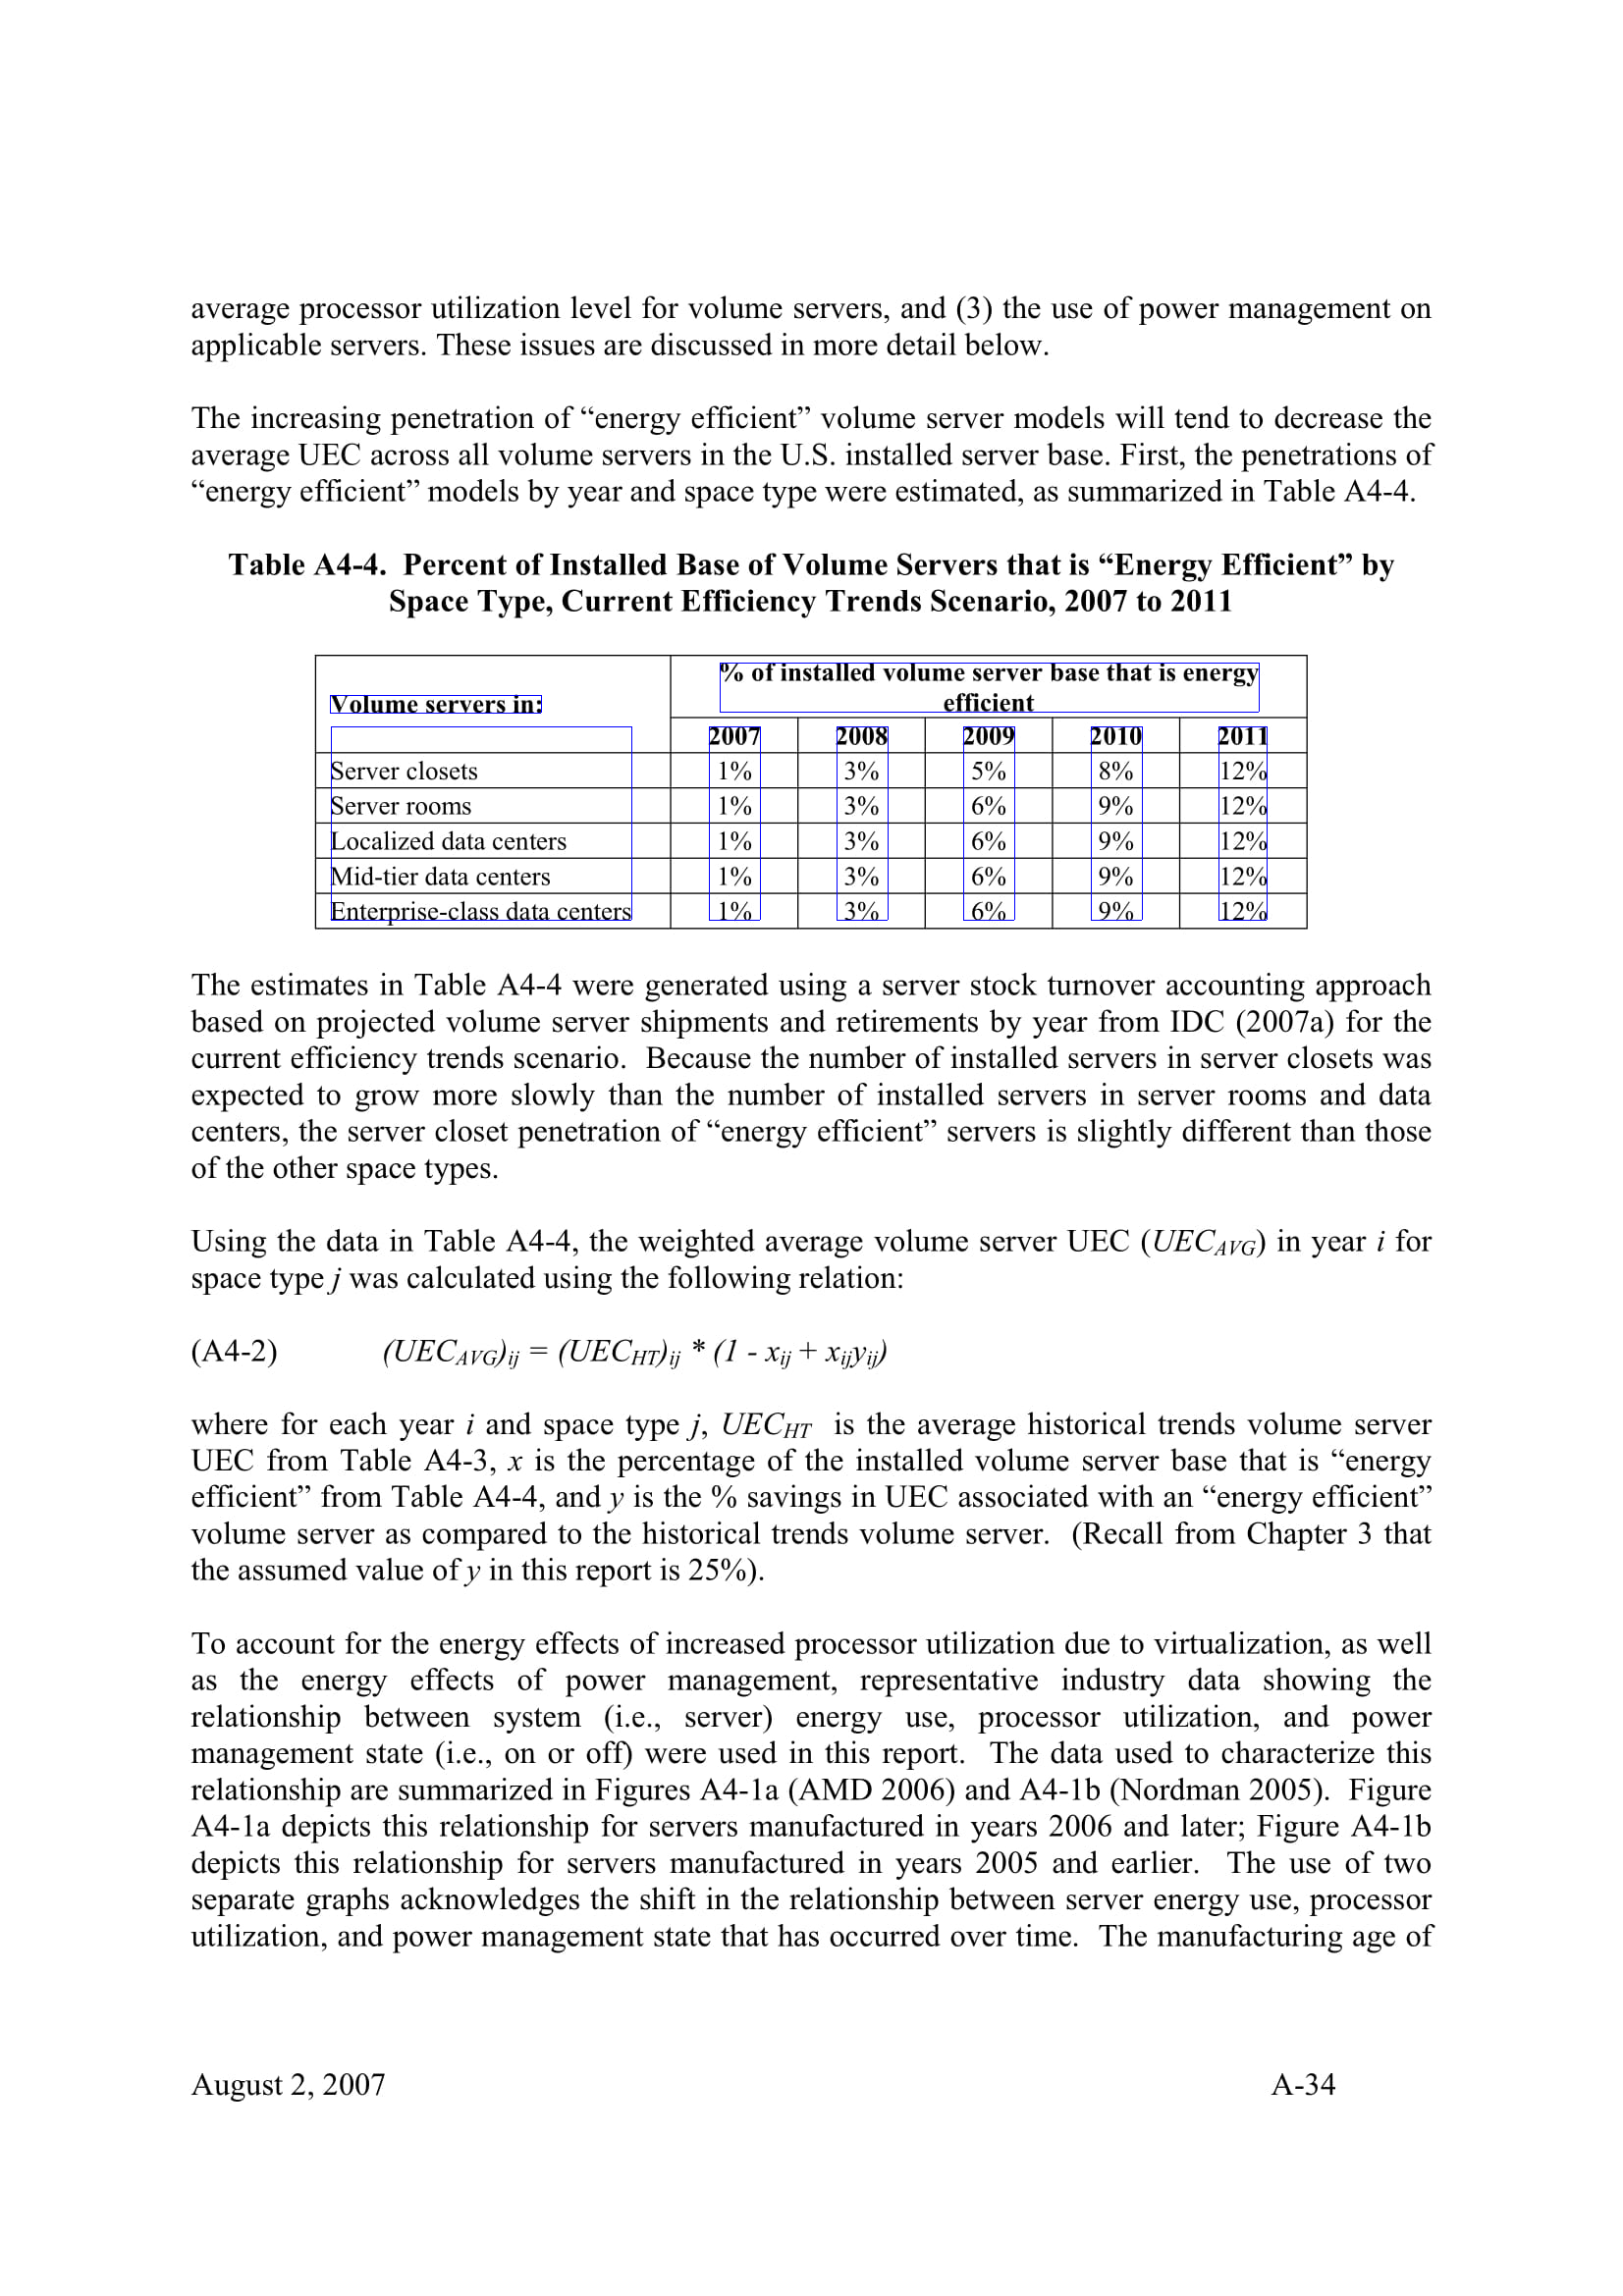 average processor utilization level for volume servers, and (3) the use of power management on
applicable servers. These issues are discussed in more detail below.
The increasing penetration of “energy efficient” volume server models will tend to decrease the
average UEC across all volume servers in the U.S. installed server base. First, the penetrations of
“energy efficient” models by year and space type were estimated, as summarized in Table A4-4.
Table A4-4.  Percent of Installed Base of Volume Servers that is “Energy Efficient” by
Space Type, Current Efficiency Trends Scenario, 2007 to 2011
% of installed volume server base that is energy
efficient
Volume servers in:
2007 2008 2009 2010 2011
Server closets 1% 3% 5% 8% 12%
Server rooms 1% 3% 6% 9% 12%
Localized data centers 1% 3% 6% 9% 12%
Mid-tier data centers 1% 3% 6% 9% 12%
Enterprise-class data centers 1% 3% 6% 9% 12%
The estimates in Table A4-4 were generated using a server stock turnover accounting approach
based on projected volume server shipments and retirements by year from IDC (2007a) for the
current efficiency trends scenario.  Because the number of installed servers in server closets was
expected to grow more slowly than the number of installed servers in server rooms and data
centers, the server closet penetration of “energy efficient” servers is slightly different than those
of the other space types.
Using the data in Table A4-4, the weighted average volume server UEC (UECAVG) in year i for
space type j was calculated using the following relation:
(A4-2) (UECAVG)ij = (UECHT)ij * (1 - xij + xijyij)
where for each year i and space type j, UECHT  is the average historical trends volume server
UEC from Table A4-3, x is the percentage of the installed volume server base that is “energy
efficient” from Table A4-4, and y is the % savings in UEC associated with an “energy efficient”
volume server as compared to the historical trends volume server.  (Recall from Chapter 3 that
the assumed value of y in this report is 25%).
To account for the energy effects of increased processor utilization due to virtualization, as well
as the energy effects of power management, representative industry data showing the
relationship between system (i.e., server) energy use, processor utilization, and power
management state (i.e., on or off) were used in this report.  The data used to characterize this
relationship are summarized in Figures A4-1a (AMD 2006) and A4-1b (Nordman 2005).  Figure
A4-1a depicts this relationship for servers manufactured in years 2006 and later; Figure A4-1b
depicts this relationship for servers manufactured in years 2005 and earlier.  The use of two
separate graphs acknowledges the shift in the relationship between server energy use, processor
utilization, and power management state that has occurred over time.  The manufacturing age of
August 2, 2007 A-34